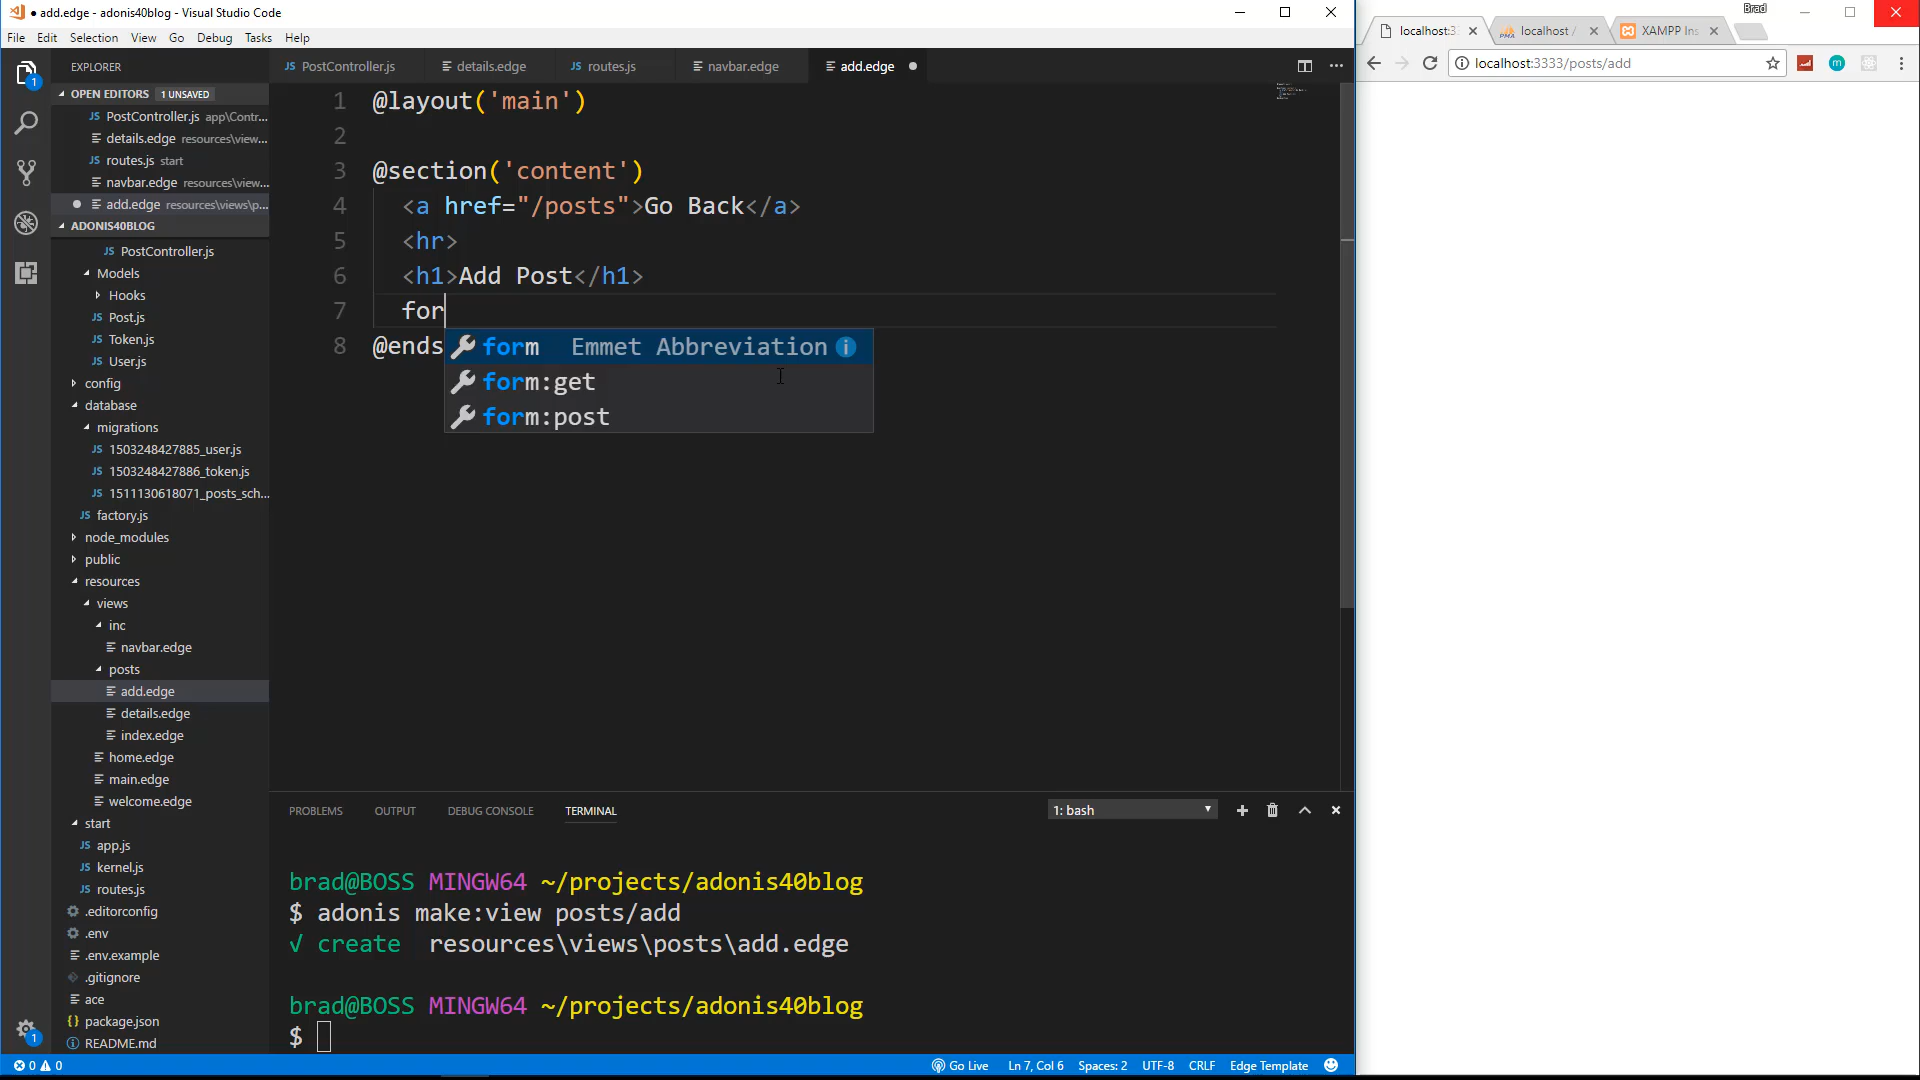 ● add.edge - adonis40blog - Visual Studio Code
File Edit Selection View Go Debug Tasks Help
EXPLORER
OPEN EDITORS 1 UNSAVED
PostController.js app\Contr...
details.edge resources\view...
routes.js start
navbar.edge resources\view...
add.edge resources\views\p...
ADONIS40BLOG
PostController.js
Models
Hooks
Post.js
Token.js
User.js
config
database
migrations
1503248427885_user.js
1503248427886_token.js
1511130618071_posts_sch...
factory.js
node_modules
public
resources
views
inc
navbar.edge
posts
add.edge
details.edge
index.edge
home.edge
main.edge
welcome.edge
start
app.js
kernel.js
routes.js
.editorconfig
.env
.env.example
.gitignore
ace
package.json
README.md
PostController.js details.edge routes.js navbar.edge add.edge
1 @layout('main')
2
3 @section('content')
4 <a href="/posts">Go Back</a>
5 <hr>
6 <h1>Add Post</h1>
7 for
8 @ends
form Emmet Abbreviation
form:get
form:post
PROBLEMS OUTPUT DEBUG CONSOLE TERMINAL 1: bash
brad@BOSS MINGW64 ~/projects/adonis40blog
$ adonis make:view posts/add
√ create resources\views\posts\add.edge
brad@BOSS MINGW64 ~/projects/adonis40blog
$
0 0 Go Live Ln 7, Col 6 Spaces: 2 UTF-8 CRLF Edge Template
Brad
localhost:3 localhost / XAMPP Ins
localhost:3333/posts/add